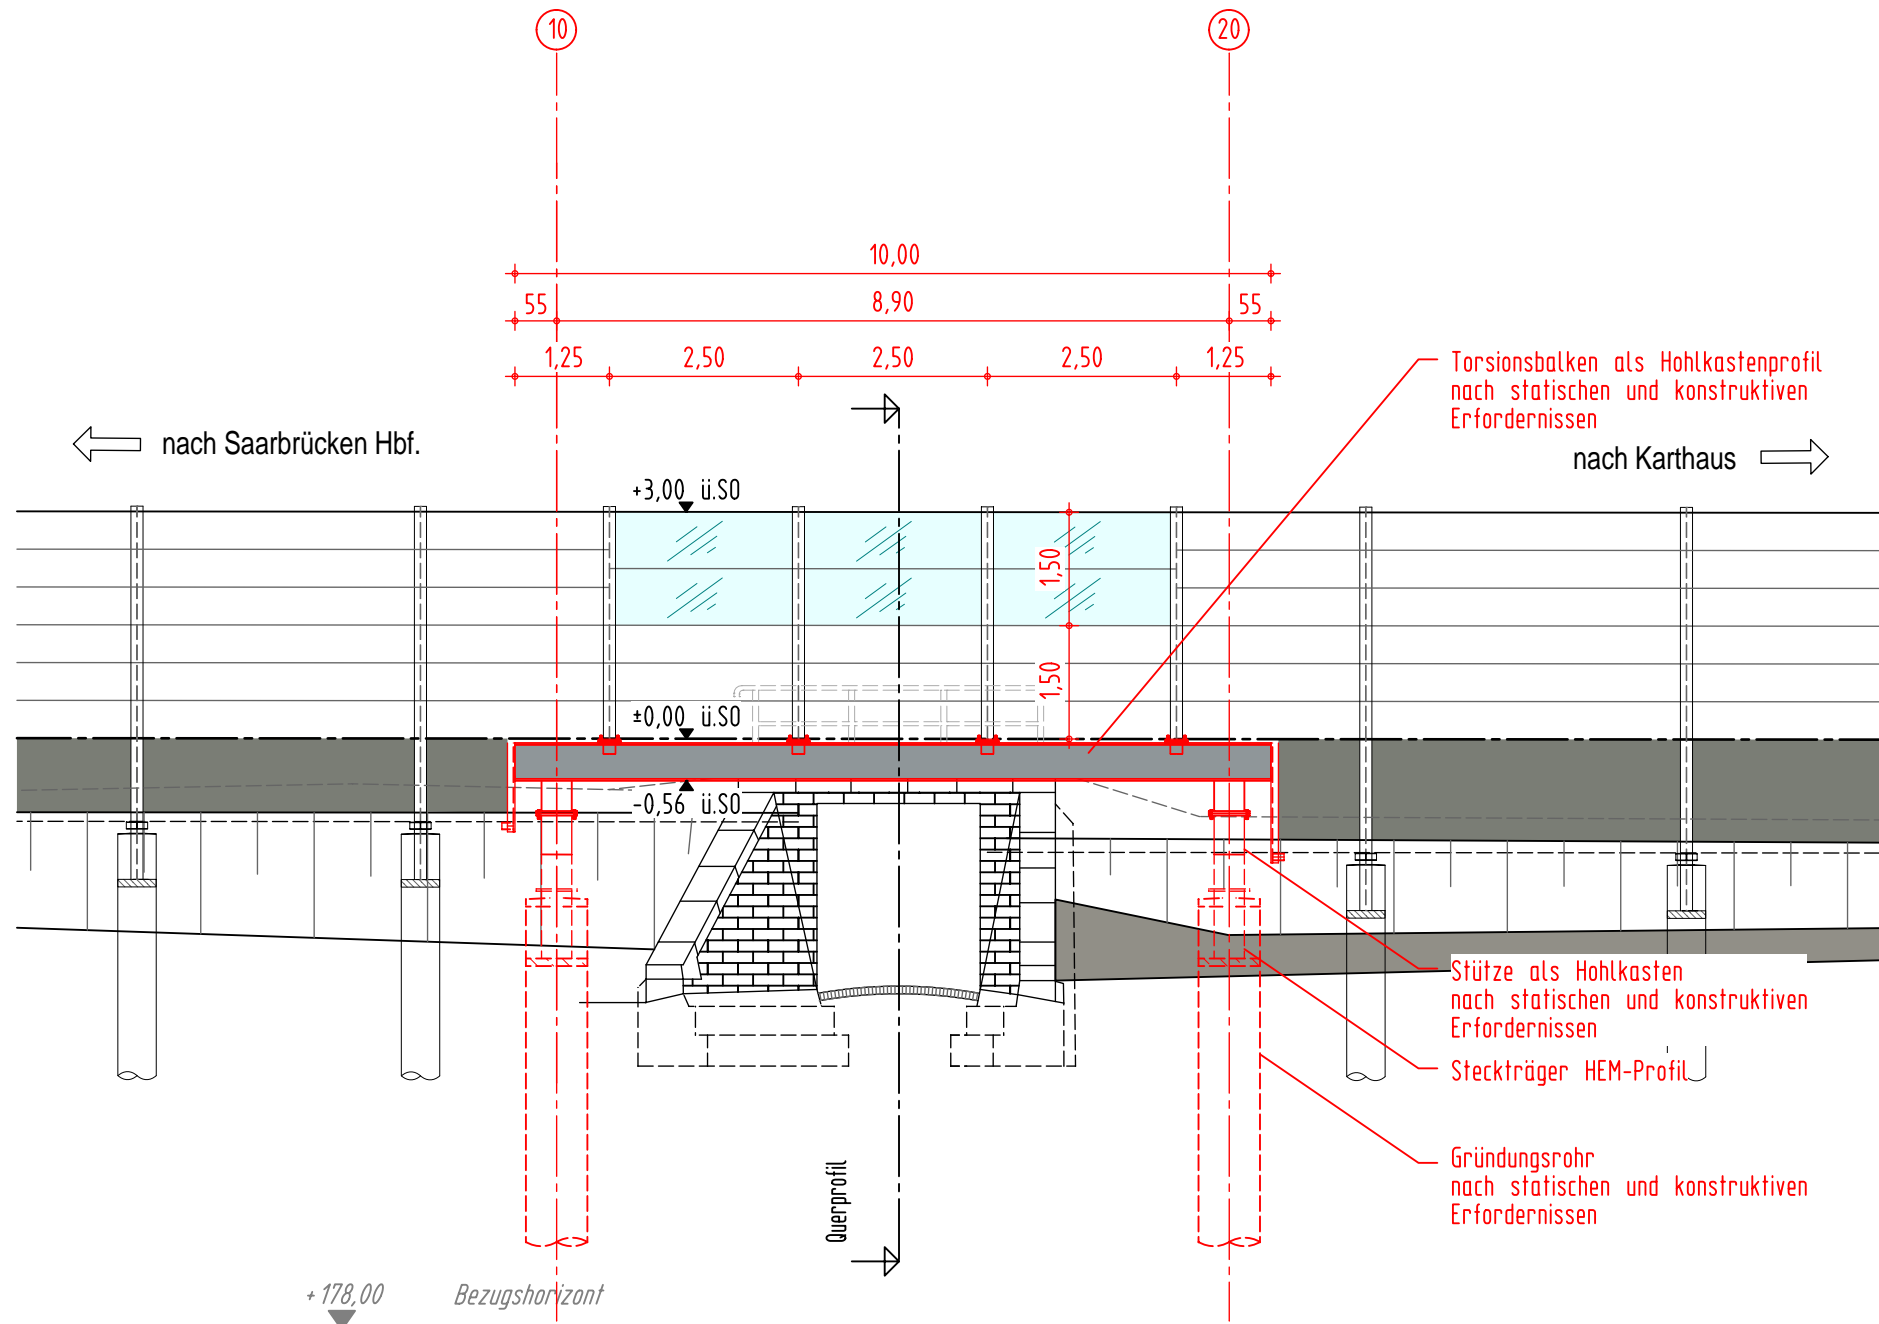 10
20
10,00
55
8,90
55
1,25
2,50
2,50
2,50
1,25
Torsionsbalken als Hohlkastenprofil
nach statischen und konstruktiven
Erfordernissen
nach Saarbrücken Hbf.
nach Karthaus
+3,00 ü.SO
1,50
1,50
±0,00 ü.SO
-0,56 ü.SO
Stütze als Hohlkasten
nach statischen und konstruktiven
Erfordernissen
Steckträger HEM-Profil
Gründungsrohr
nach statischen und konstruktiven
Erfordernissen
Querprofil
+178,00
Bezugshorizont